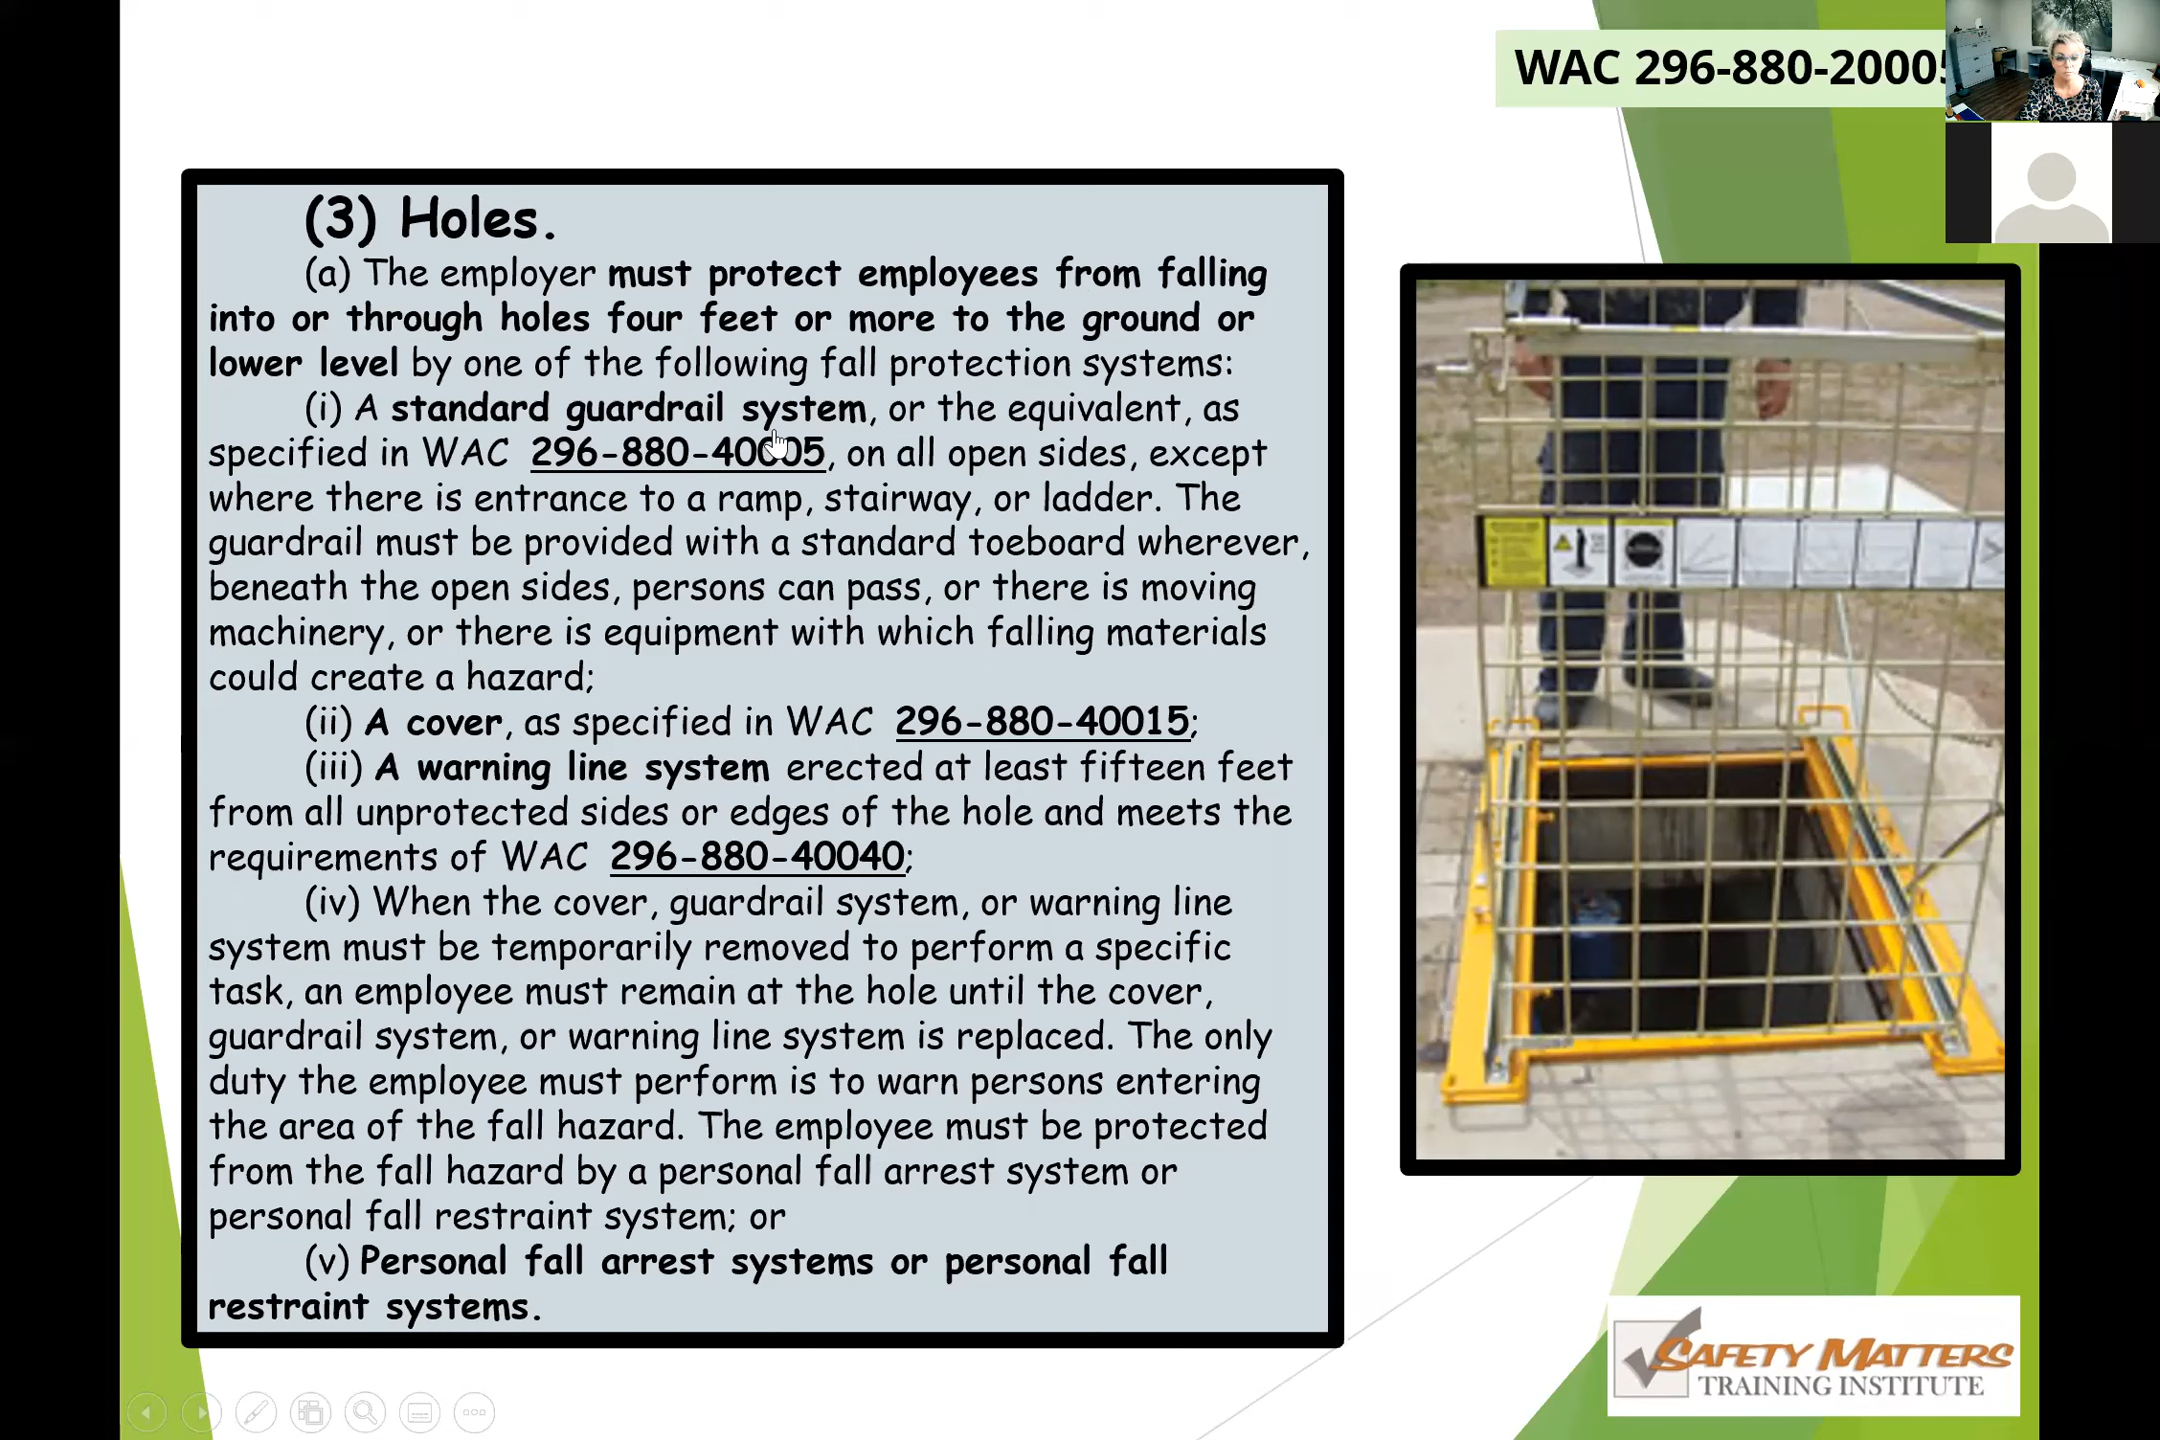 WAC 296-880-20005
(3) Holes.
(a) The employer must protect employees from falling
into or through holes four feet or more to the ground or
lower level by one of the following fall protection systems:
(i) A standard guardrail system, or the equivalent, as
specified in WAC 296-880-40005, on all open sides, except
where there is entrance to a ramp, stairway, or ladder. The
guardrail must be provided with a standard toeboard wherever,
beneath the open sides, persons can pass, or there is moving
machinery, or there is equipment with which falling materials
could create a hazard;
(ii) A cover, as specified in WAC 296-880-40015;
(iii) A warning line system erected at least fifteen feet
from all unprotected sides or edges of the hole and meets the
requirements of WAC 296-880-40040;
(iv) When the cover, guardrail system, or warning line
system must be temporarily removed to perform a specific
task, an employee must remain at the hole until the cover,
guardrail system, or warning line system is replaced. The only
duty the employee must perform is to warn persons entering
the area of the fall hazard. The employee must be protected
from the fall hazard by a personal fall arrest system or
personal fall restraint system; or
(v) Personal fall arrest systems or personal fall
restraint systems.
SAFETY MATTERS
TRAINING INSTITUTE